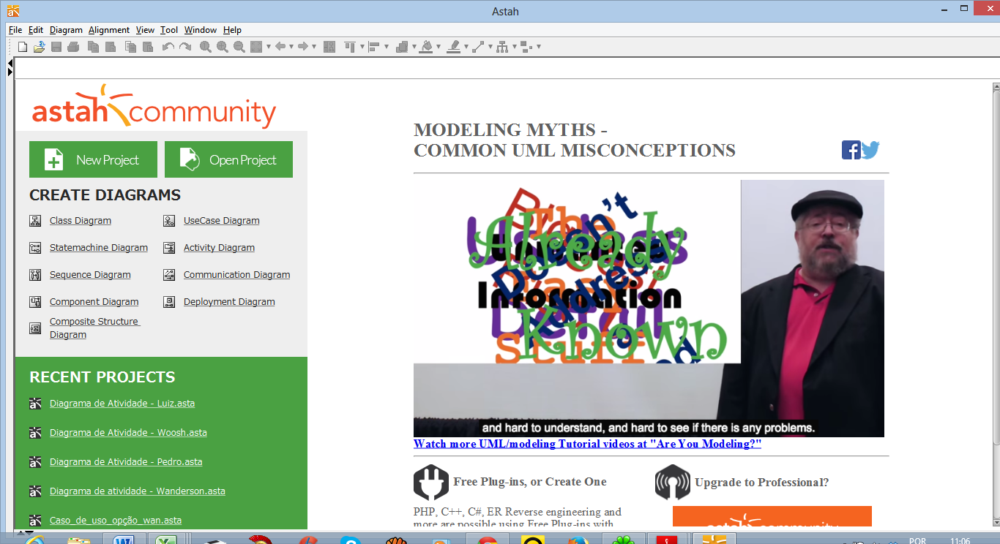 Astah
File Edit Diagram Alignment View Tool Window Help
astah community
New Project Open Project
CREATE DIAGRAMS
Class Diagram UseCase Diagram
Statemachine Diagram Activity Diagram
Sequence Diagram Communication Diagram
Component Diagram Deployment Diagram
Composite Structure
Diagram
RECENT PROJECTS
Diagrama de Atividade - Luiz.asta
Diagrama de Atividade - Woosh.asta
Diagrama de Atividade - Pedro.asta
Diagrama de atividade - Wanderson.asta
Caso_de_uso_opção_wan.asta
MODELING MYTHS -
COMMON UML MISCONCEPTIONS
The
Already
Information
Known
stuff
and hard to understand, and hard to see if there is any problems.
Watch more UML/modeling Tutorial videos at "Are You Modeling?"
Free Plug-ins, or Create One
PHP, C++, C#, ER Reverse engineering and
more are possible using Free Plug-ins with
Upgrade to Professional?
astah community
POR 11:06